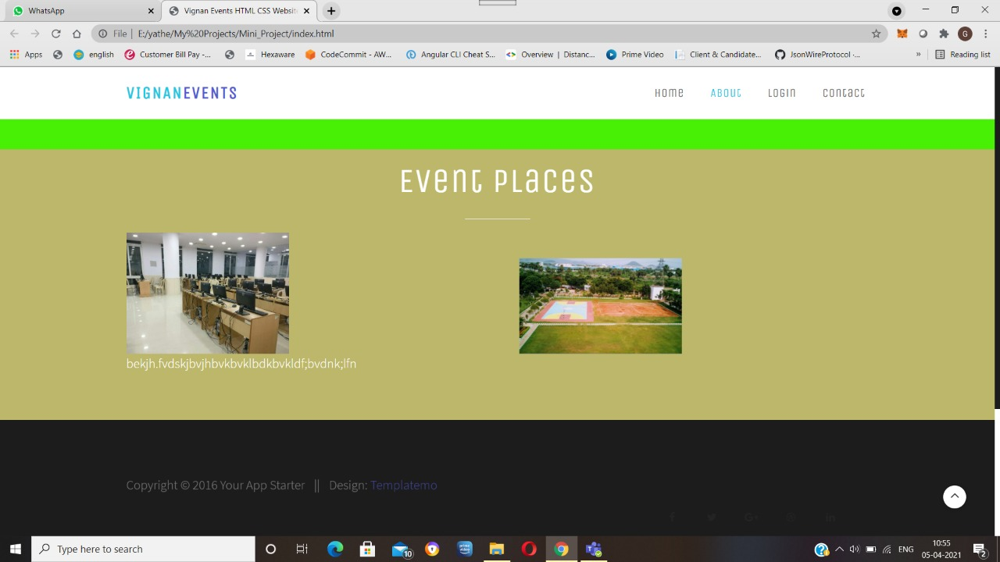 WhatsApp
Vignan Events HTML CSS Websit
File | E:/yathe/My%20Projects/Mini_Project/index.html
Apps english Customer Bill Pay -... Hexaware CodeCommit - AW... Angular CLI Cheat S... Overview | Distanc... Prime Video Client & Candidate... JsonWireProtocol ·... » Reading list
VIGNANEVENTS
Home About Login Contact
Event Places
bekjh.fvdskjbvjhbvkbvklbdkbvkldf;bvdnk;lfn
Copyright © 2016 Your App Starter || Design: Templatemo
Type here to search
10
ENG
10:55
05-04-2021
2